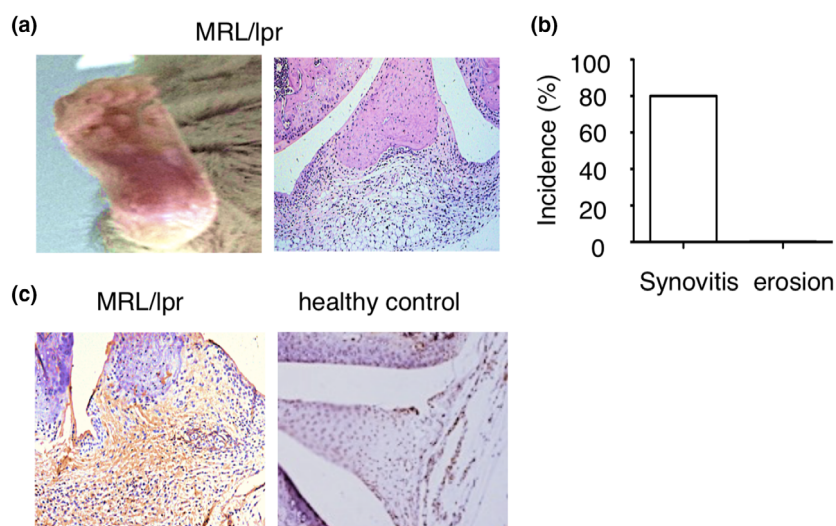 (a)
MRL/lpr
(b)
Incidence (%)
100
80
60
40
20
0
Synovitis erosion
(c)
MRL/lpr healthy control